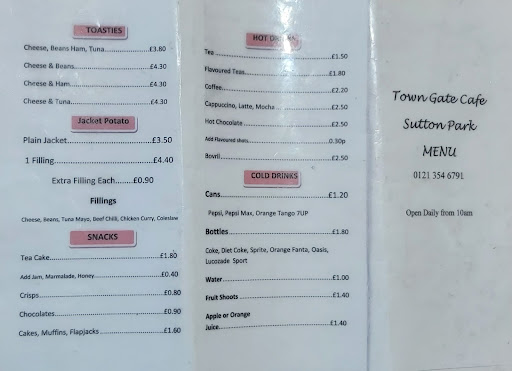 TOASTIES
Cheese, Beans Ham, Tuna....................£3.80
Cheese & Beans....................£4.30
Cheese & Ham....................£4.30
Cheese & Tuna....................£4.30
Jacket Potato
Plain Jacket....................£3.50
1 Filling....................£4.40
Extra Filling Each......£0.90
Fillings
Cheese, Beans, Tuna Mayo, Beef Chilli, Chicken Curry, Coleslaw
SNACKS
Tea Cake....................£1.80
Add Jam, Marmalade, Honey....................£0.40
Crisps....................£0.80
Chocolates....................£0.90
Cakes, Muffins, Flapjacks....................£1.60
HOT DRINKS
Tea....................£1.50
Flavoured Teas....................£1.80
Coffee....................£2.20
Cappuccino, Latte, Mocha....................£2.50
Hot Chocolate....................£2.50
Add Flavoured shots....................0.30p
Bovril....................£2.50
COLD DRINKS
Cans....................£1.20
Pepsi, Pepsi Max, Orange Tango 7UP
Bottles....................£1.80
Coke, Diet Coke, Sprite, Orange Fanta, Oasis,
Lucozade Sport
Water....................£1.00
Fruit Shoots....................£1.40
Apple or Orange
Juice....................£1.40
Town Gate Cafe
Sutton Park
MENU
0121 354 6791
Open Daily from 10am